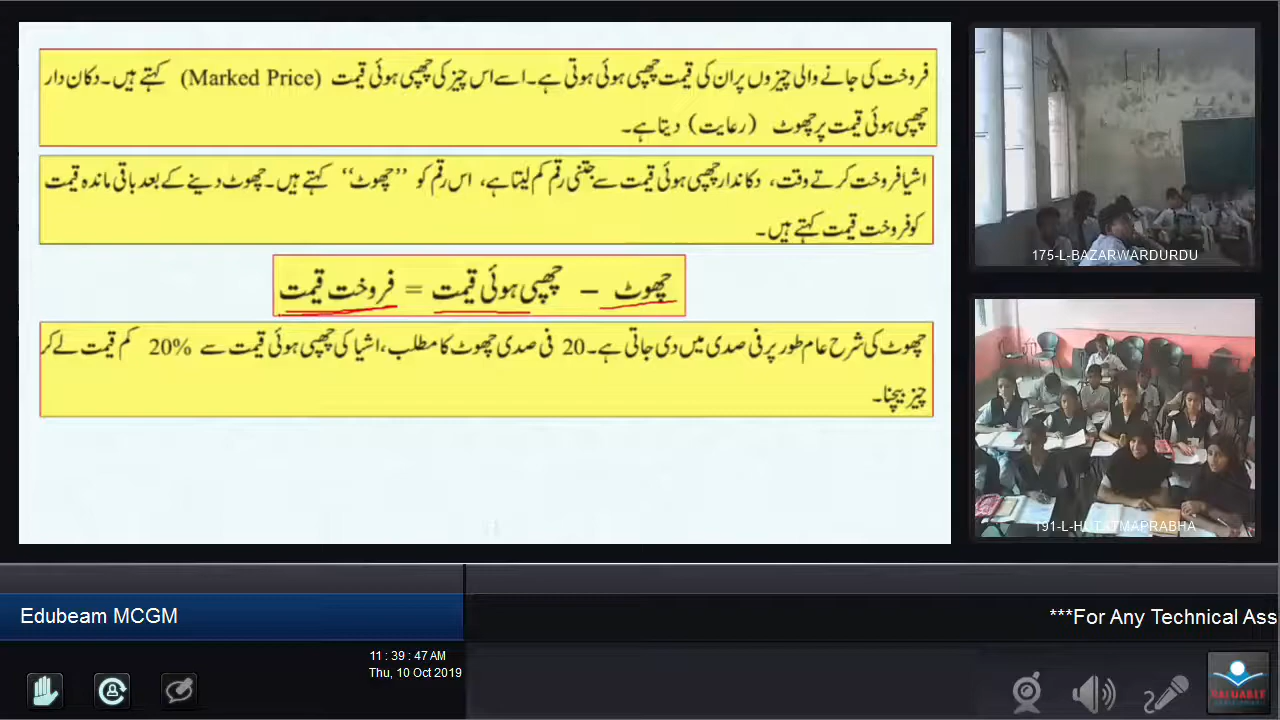 فروخت کی جانے والی چیزوں پر ان کی قیمت چھپی ہوئی ہوتی ہے۔ اسے اس چیز کی چھپی ہوئی قیمت (Marked Price) کہتے ہیں۔ دکان دار
چھپی ہوئی قیمت پر چھوٹ (رعایت) دیتا ہے۔
اشیا فروخت کرتے وقت، دکاندار چھپی ہوئی قیمت سے جتنی رقم کم لیتا ہے، اس رقم کو ''چھوٹ'' کہتے ہیں۔ چھوٹ دینے کے بعد باقی ماندہ قیمت
کو فروخت قیمت کہتے ہیں۔
فروخت قیمت = چھپی ہوئی قیمت – چھوٹ
چھوٹ کی شرح عام طور پر فی صدی میں دی جاتی ہے۔ 20 فی صدی چھوٹ کا مطلب، اشیا کی چھپی ہوئی قیمت سے 20% کم قیمت لے کر
چیز بیچنا۔
175-L-BAZARWARDURDU
191-L-HUTATMAPRABHA
Edubeam MCGM
***For Any Technical Ass
11 : 39 : 47 AM
Thu, 10 Oct 2019
VALUABLE